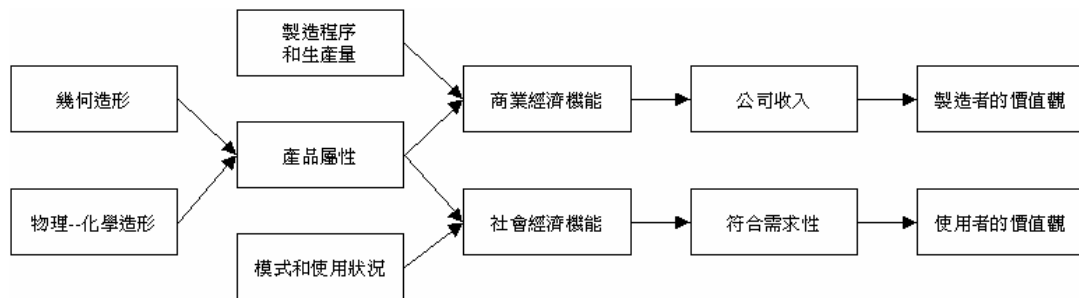 製造程序
和生產量
幾何造形
商業經濟機能
公司收入
製造者的價值觀
產品屬性
物理--化學造形
社會經濟機能
符合需求性
使用者的價值觀
模式和使用狀況